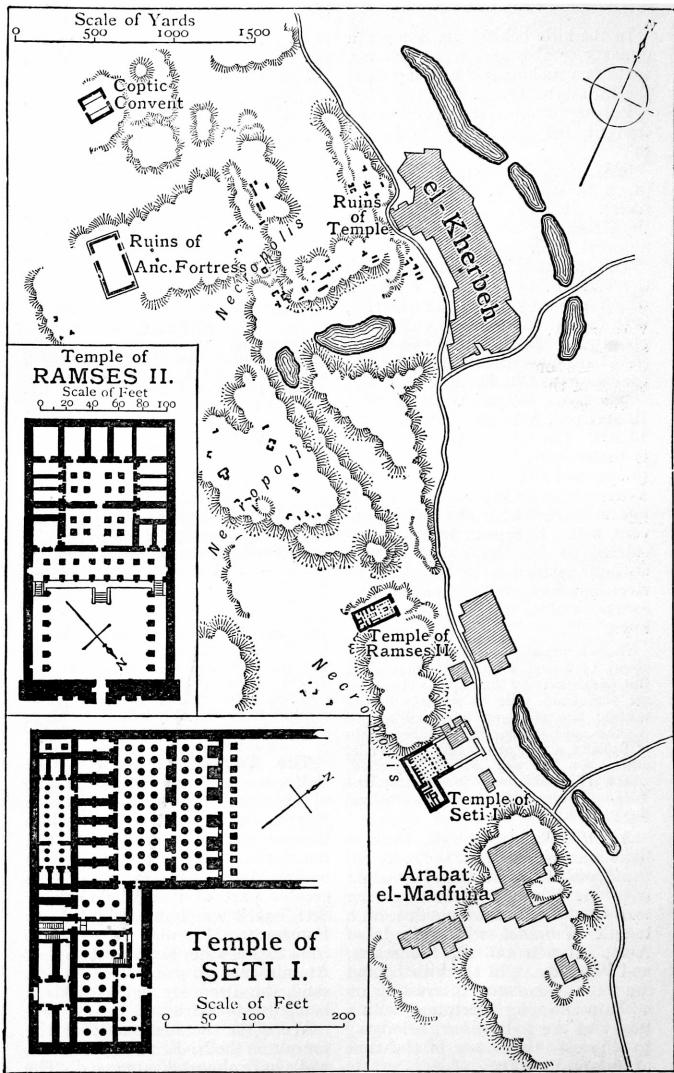 Scale of Yards
0 500 1000 1500
N
Coptic
Convent
el-Kherbeh
Ruins
of
Temple
Ruins of
Anc. Fortress
Necropolis
Temple of
RAMSES II.
Scale of Feet
0 20 40 60 80 100
N
Necropolis
Temple of
Ramses II
Necropolis
Temple of
Seti I.
Arabat
el-Madfuna
N
Temple of
SETI I.
Scale of Feet
0 50 100 200